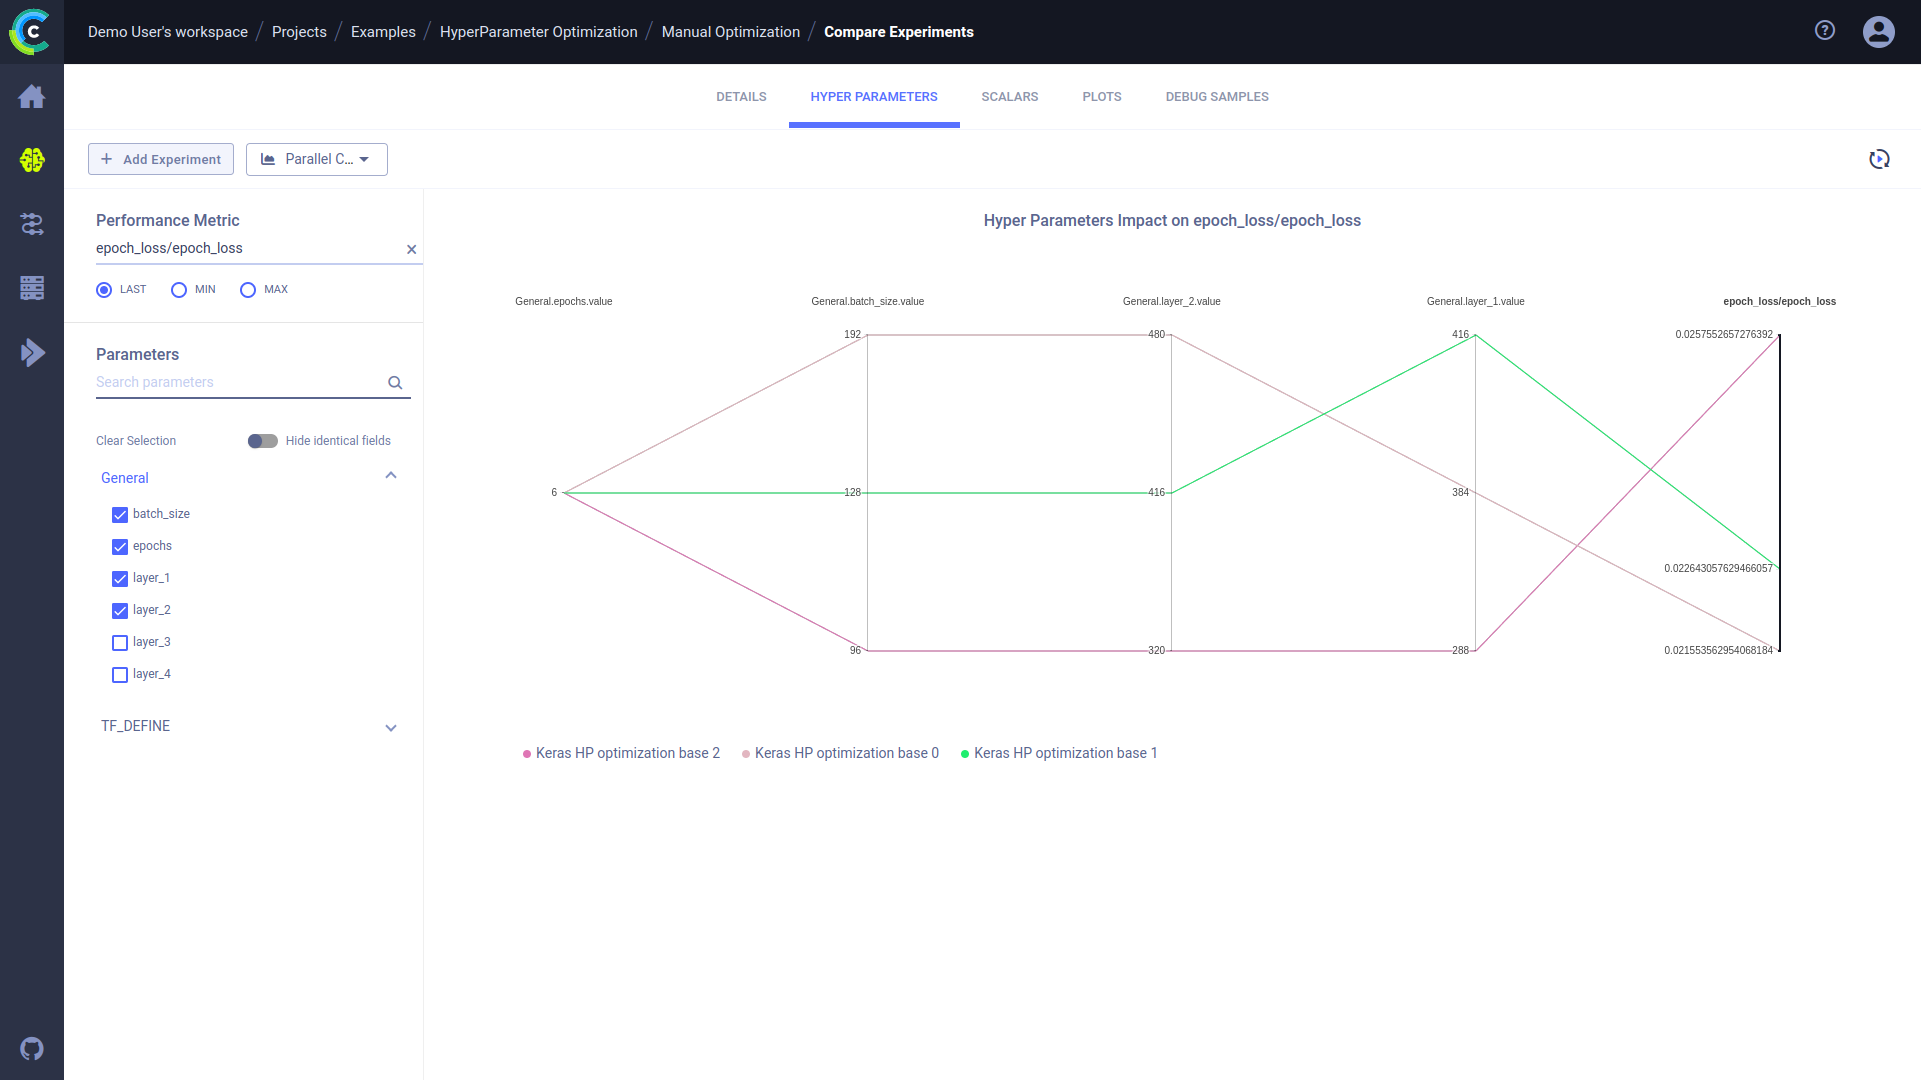 Demo User's workspace / Projects / Examples / HyperParameter Optimization / Manual Optimization / Compare Experiments
DETAILS HYPER PARAMETERS SCALARS PLOTS DEBUG SAMPLES
+ Add Experiment Parallel C...
Performance Metric
epoch_loss/epoch_loss
LAST MIN MAX
Parameters
Search parameters
Clear Selection Hide identical fields
General
batch_size
epochs
layer_1
layer_2
layer_3
layer_4
TF_DEFINE
Hyper Parameters Impact on epoch_loss/epoch_loss
General.epochs.value General.batch_size.value General.layer_2.value General.layer_1.value epoch_loss/epoch_loss
192 480 416 0.0257552657276392
6 128 416 384
0.022643057629466057
96 320 288 0.021553562954068184
Keras HP optimization base 2 Keras HP optimization base 0 Keras HP optimization base 1